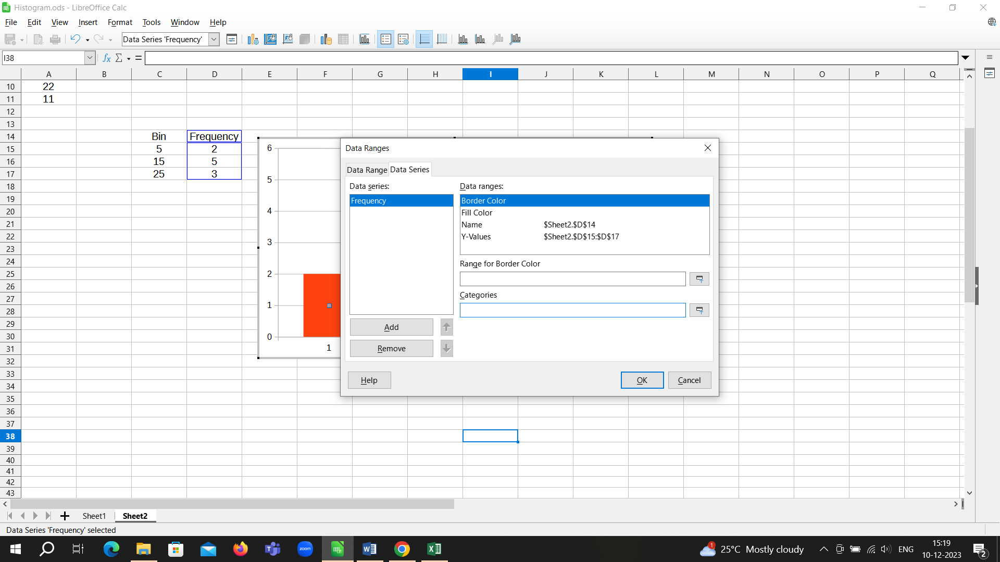 Histogram.ods - LibreOffice Calc
File Edit View Insert Format Tools Window Help
Data Series 'Frequency'
I38
A B C D E F G H I J K L M N O P Q
10 22
11 11
12
13
14 Bin Frequency
15 5 2
16 15 5
17 25 3
18
19
20
21
22
23
24
25
26
27
28
29
30
31
32
33
34
35
36
37
38
39
40
41
42
43
6
5
4
3
2
1
0
1
Data Ranges
Data Range Data Series
Data series: Data ranges:
Frequency Border Color
Fill Color
Name $Sheet2.$D$14
Y-Values $Sheet2.$D$15:$D$17
Range for Border Color
Categories
Add
Remove
Help OK Cancel
Sheet1 Sheet2
Data Series 'Frequency' selected
zoom
1 25°C Mostly cloudy ENG 15:19
10-12-2023 2